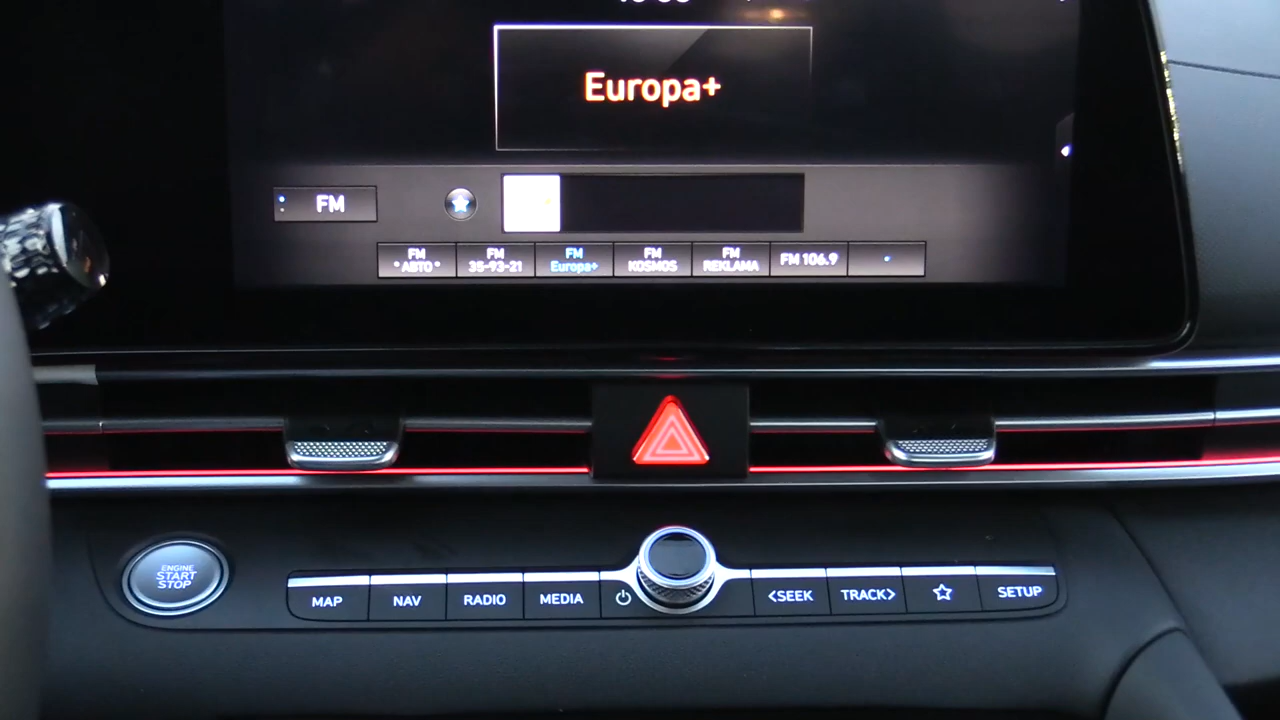 Europa+
FM
FM FM FM FM FM FM 106.9
"ABTO" 35-93-21 Europa+ KOSMOS REKLAMA
ENGINE
START
STOP
MAP NAV RADIO MEDIA <SEEK TRACK> SETUP